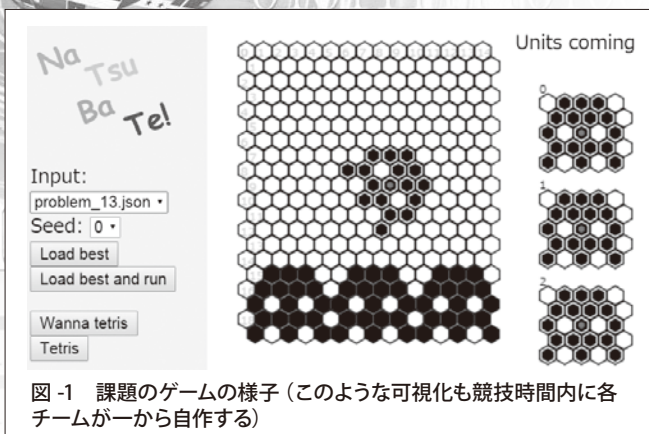 Na
Tsu
Ba
Te!
Input:
problem_13.json
Seed: 0
Load best
Load best and run
Wanna tetris
Tetris
Units coming
0
1
2
図-1 課題のゲームの様子（このような可視化も競技時間内に各
チームが一から自作する）